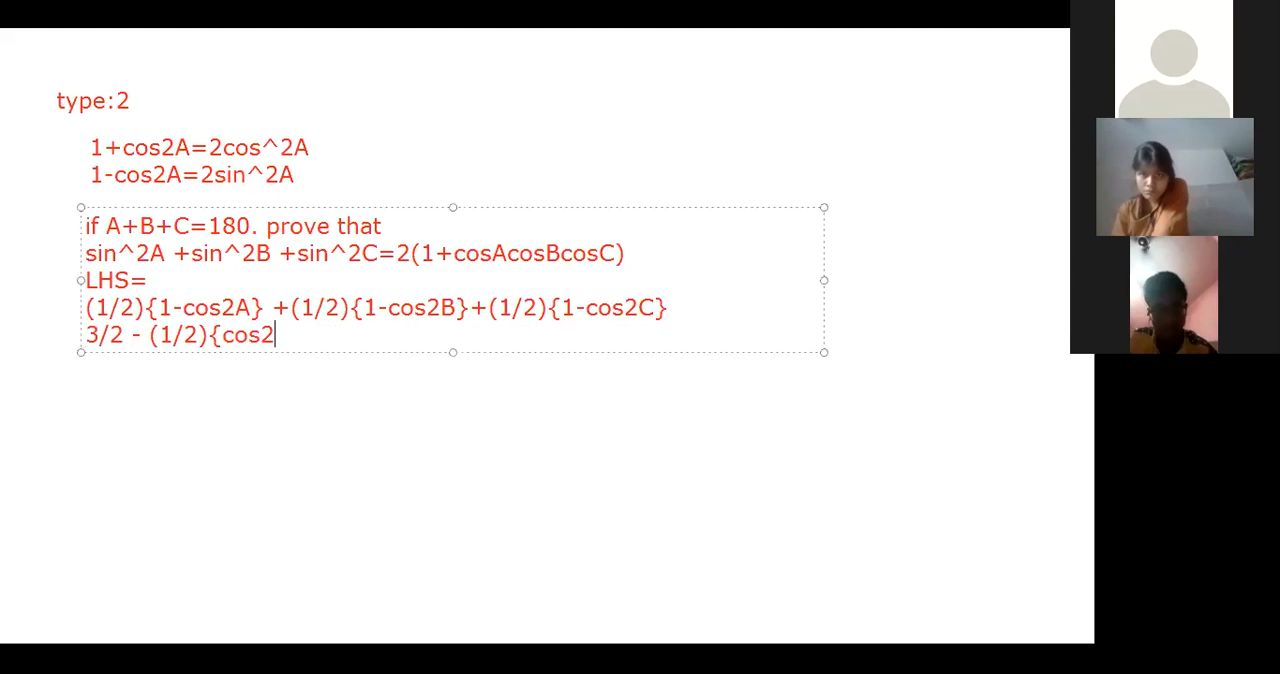 type:2
1+cos2A=2cos^2A
1-cos2A=2sin^2A
if A+B+C=180. prove that
sin^2A +sin^2B +sin^2C=2(1+cosAcosBcosC)
LHS=
(1/2){1-cos2A} +(1/2){1-cos2B}+(1/2){1-cos2C}
3/2 - (1/2){cos2